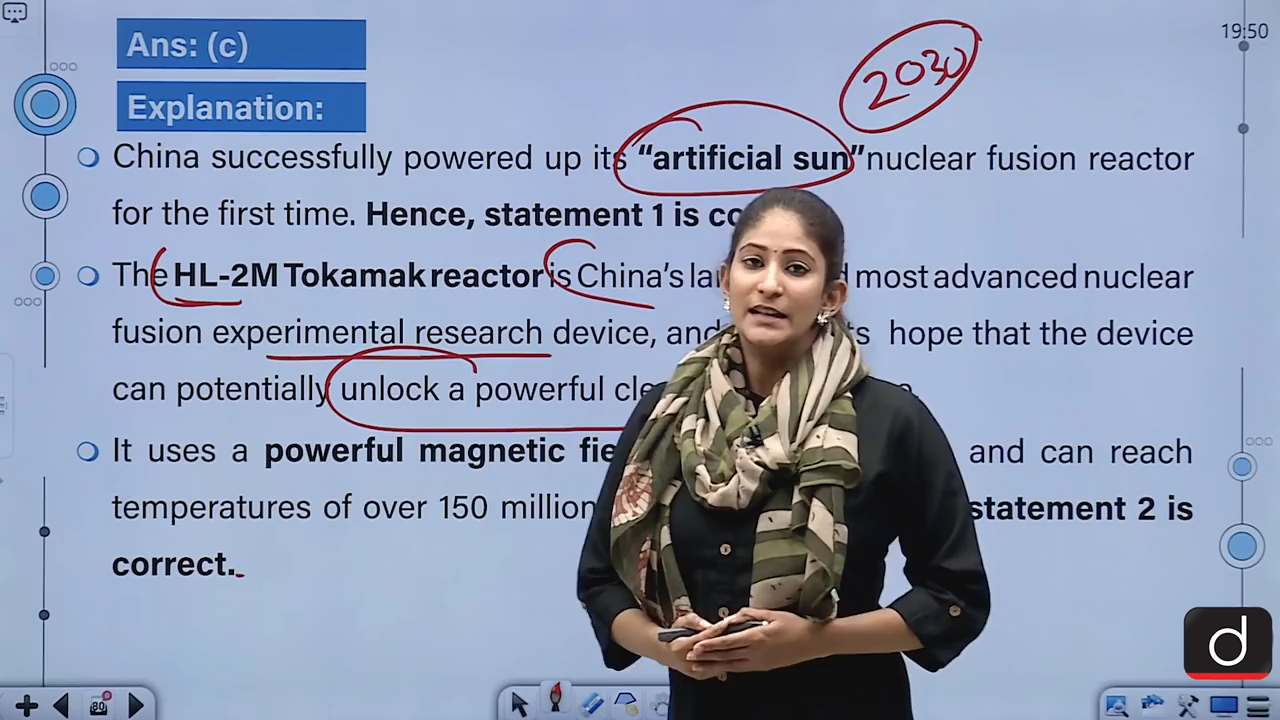 19:50
2030
Ans: (c)
Explanation:
China successfully powered up its “artificial sun” nuclear fusion reactor
for the first time. Hence, statement 1 is co
The HL-2M Tokamak reactor is China’s la most advanced nuclear
fusion experimental research device, and hope that the device
can potentially unlock a powerful cle
It uses a powerful magnetic fie and can reach
temperatures of over 150 million statement 2 is
correct.
80
d